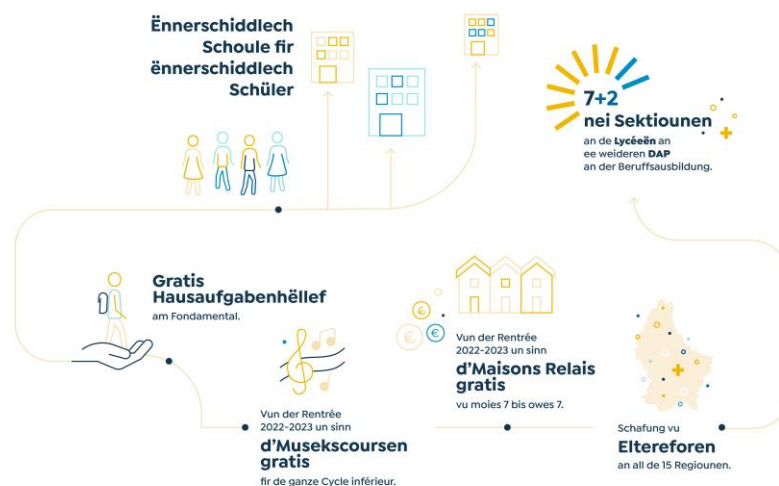 Ënnerschiddlech
Schoule fir
ënnerschiddlech
Schüler
7+2
nei Sektiounen
an de Lycéeën an
ee weideren DAP
an der Beruffsausbildung.
Gratis
Hausaufgabenhëllef
am Fondamental.
Vun der Rentrée
2022-2023 un sinn
d'Musekscoursen
gratis
fir de ganze Cycle inférieur.
€
€
€
Vun der Rentrée
2022-2023 un sinn
d'Maisons Relais
gratis
vu moies 7 bis owes 7.
Schafung vu
Eltereforen
an all de 15 Regiounen.